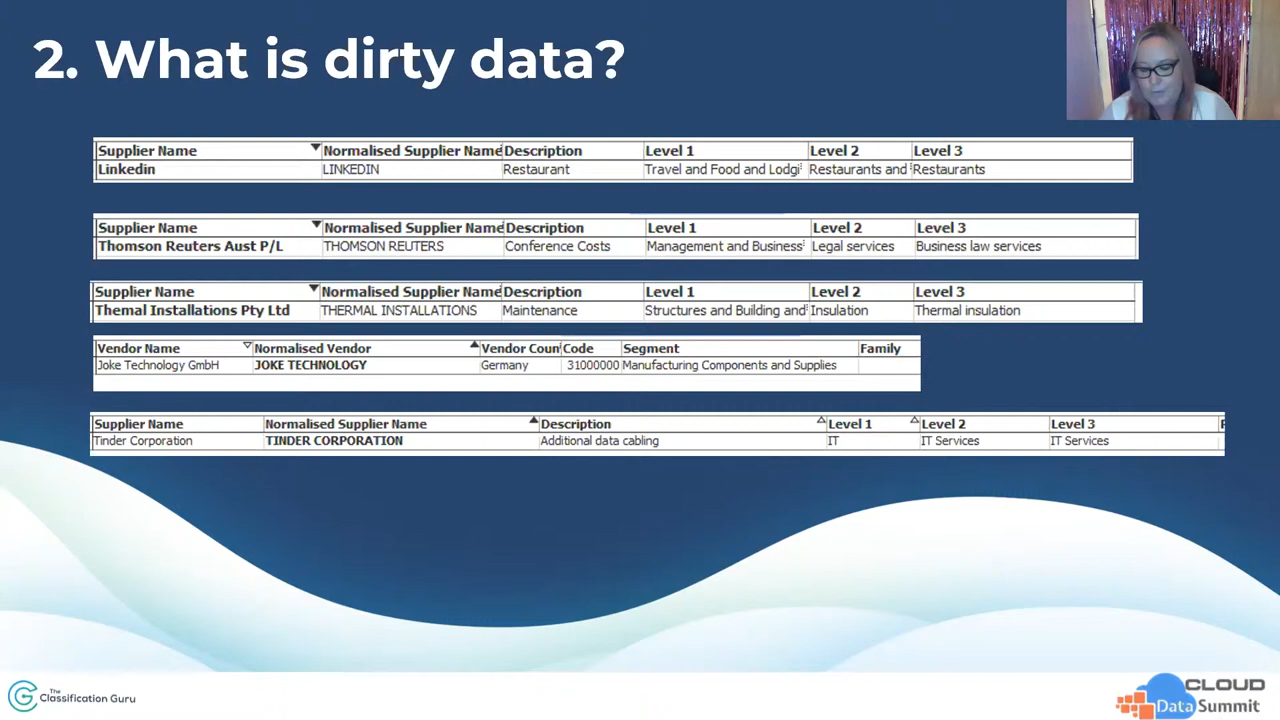 2. What is dirty data?
Supplier Name Normalised Supplier Name Description Level 1 Level 2 Level 3
Linkedin LINKEDIN Restaurant Travel and Food and Lodgi Restaurants and Restaurants
Supplier Name Normalised Supplier Name Description Level 1 Level 2 Level 3
Thomson Reuters Aust P/L THOMSON REUTERS Conference Costs Management and Business Legal services Business law services
Supplier Name Normalised Supplier Name Description Level 1 Level 2 Level 3
Themal Installations Pty Ltd THERMAL INSTALLATIONS Maintenance Structures and Building and Insulation Thermal insulation
Vendor Name Normalised Vendor Vendor Coun Code Segment Family
Joke Technology GmbH JOKE TECHNOLOGY Germany 31000000 Manufacturing Components and Supplies
Supplier Name Normalised Supplier Name Description Level 1 Level 2 Level 3
Tinder Corporation TINDER CORPORATION Additional data cabling IT IT Services IT Services
The Classification Guru
CLOUD
Data Summit